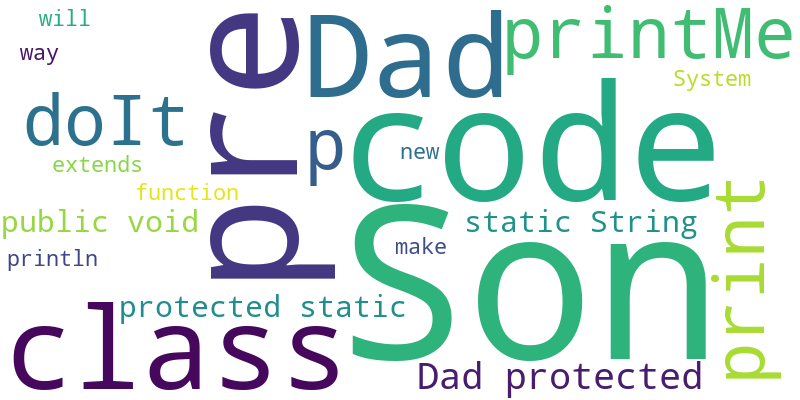 will
way
pre
Dad
printMe
System
doIt
p
code
new
extends
function
public void
static String
println
make
Son
print
protected static
class
Dad protected